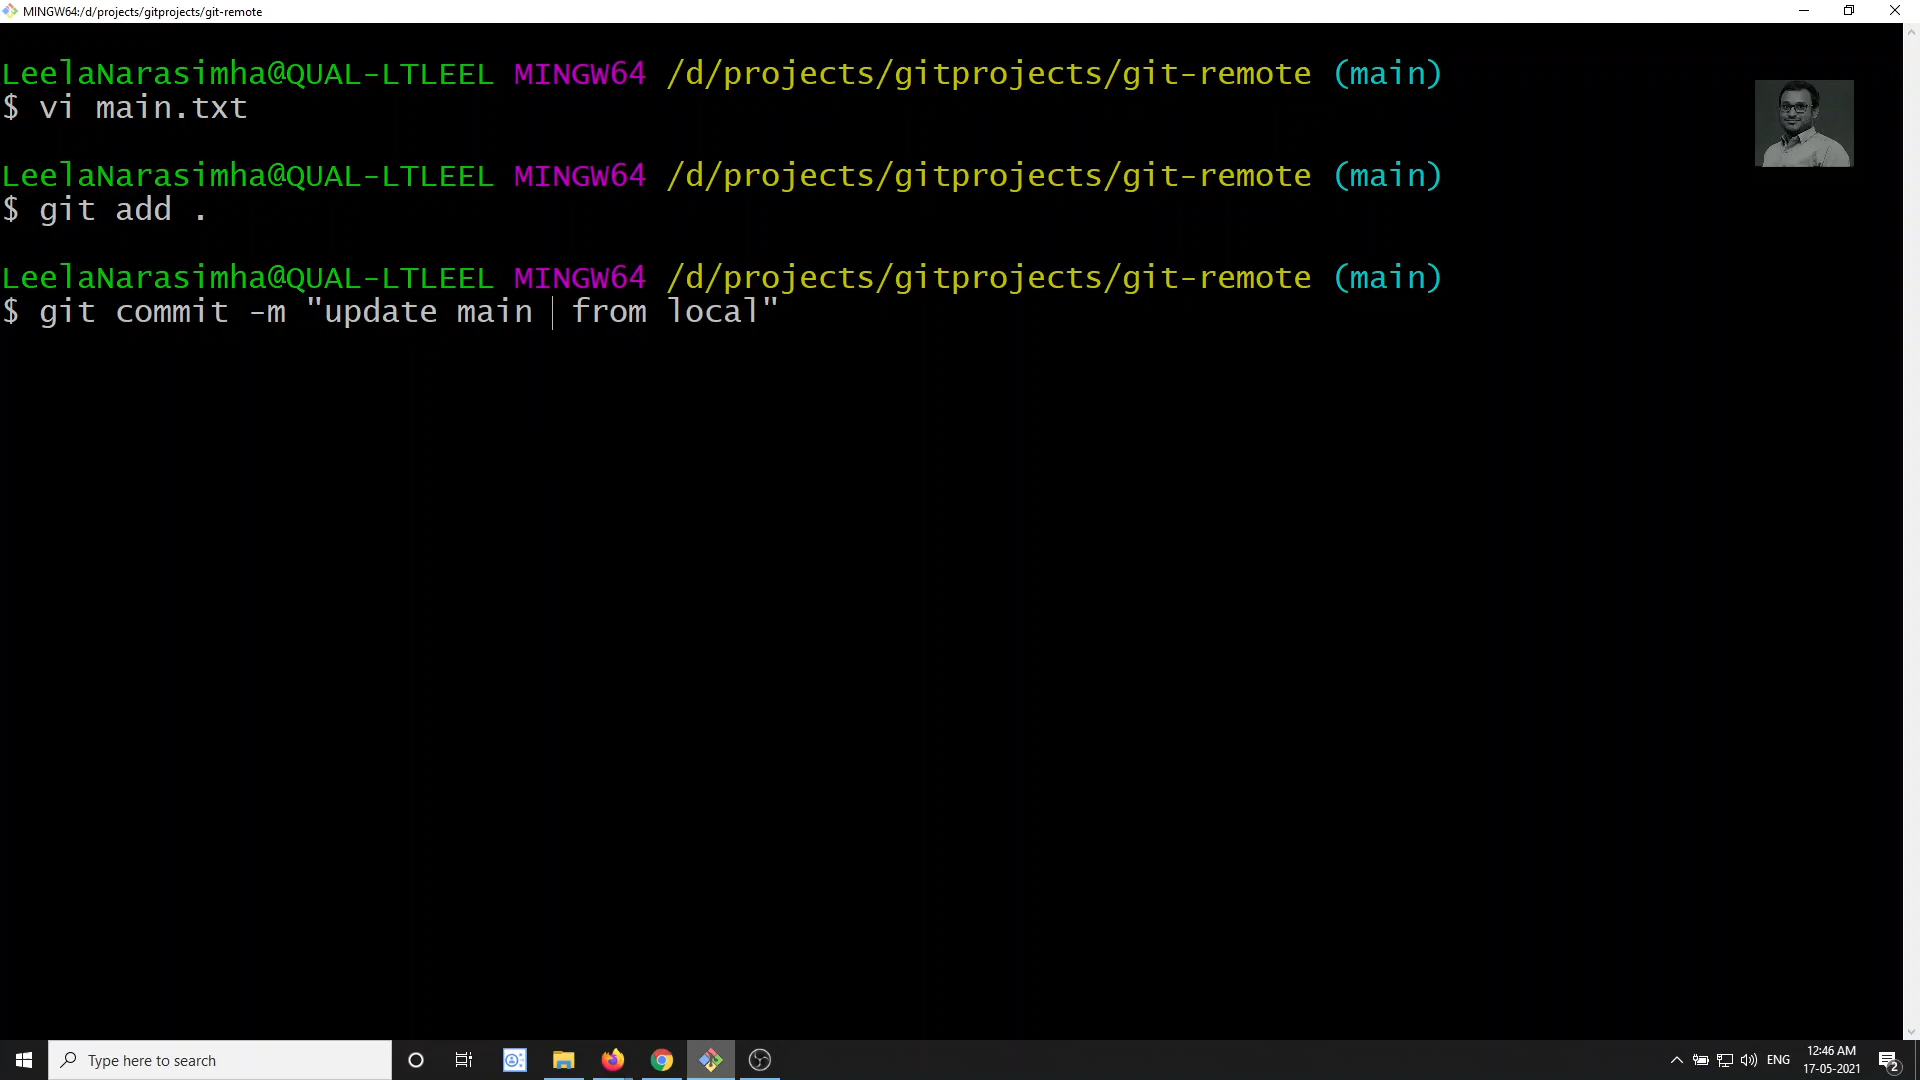 MINGW64:/d/projects/gitprojects/git-remote
LeelaNarasimha@QUAL-LTLEEL MINGW64 /d/projects/gitprojects/git-remote (main)
$ vi main.txt
LeelaNarasimha@QUAL-LTLEEL MINGW64 /d/projects/gitprojects/git-remote (main)
$ git add .
LeelaNarasimha@QUAL-LTLEEL MINGW64 /d/projects/gitprojects/git-remote (main)
$ git commit -m "update main  from local"
Type here to search
ENG
12:46 AM
17-05-2021
2